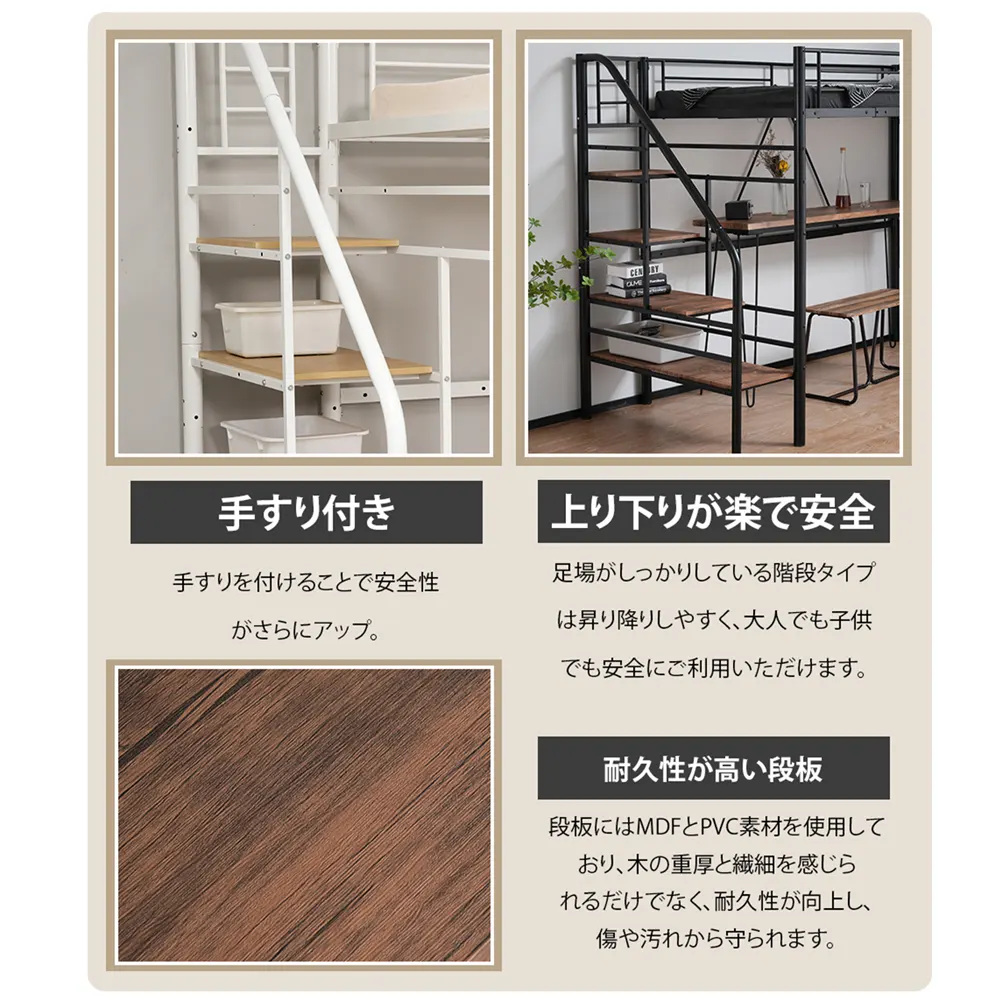 CENTURY
手すり付き
手すりを付けることで安全性
がさらにアップ。
上り下りが楽で安全
足場がしっかりしている階段タイプ
は昇り降りしやすく、大人でも子供
でも安全にご利用いただけます。
耐久性が高い段板
段板にはMDFとPVC素材を使用して
おり、木の重厚と繊細を感じら
れるだけでなく、耐久性が向上し、
傷や汚れから守られます。